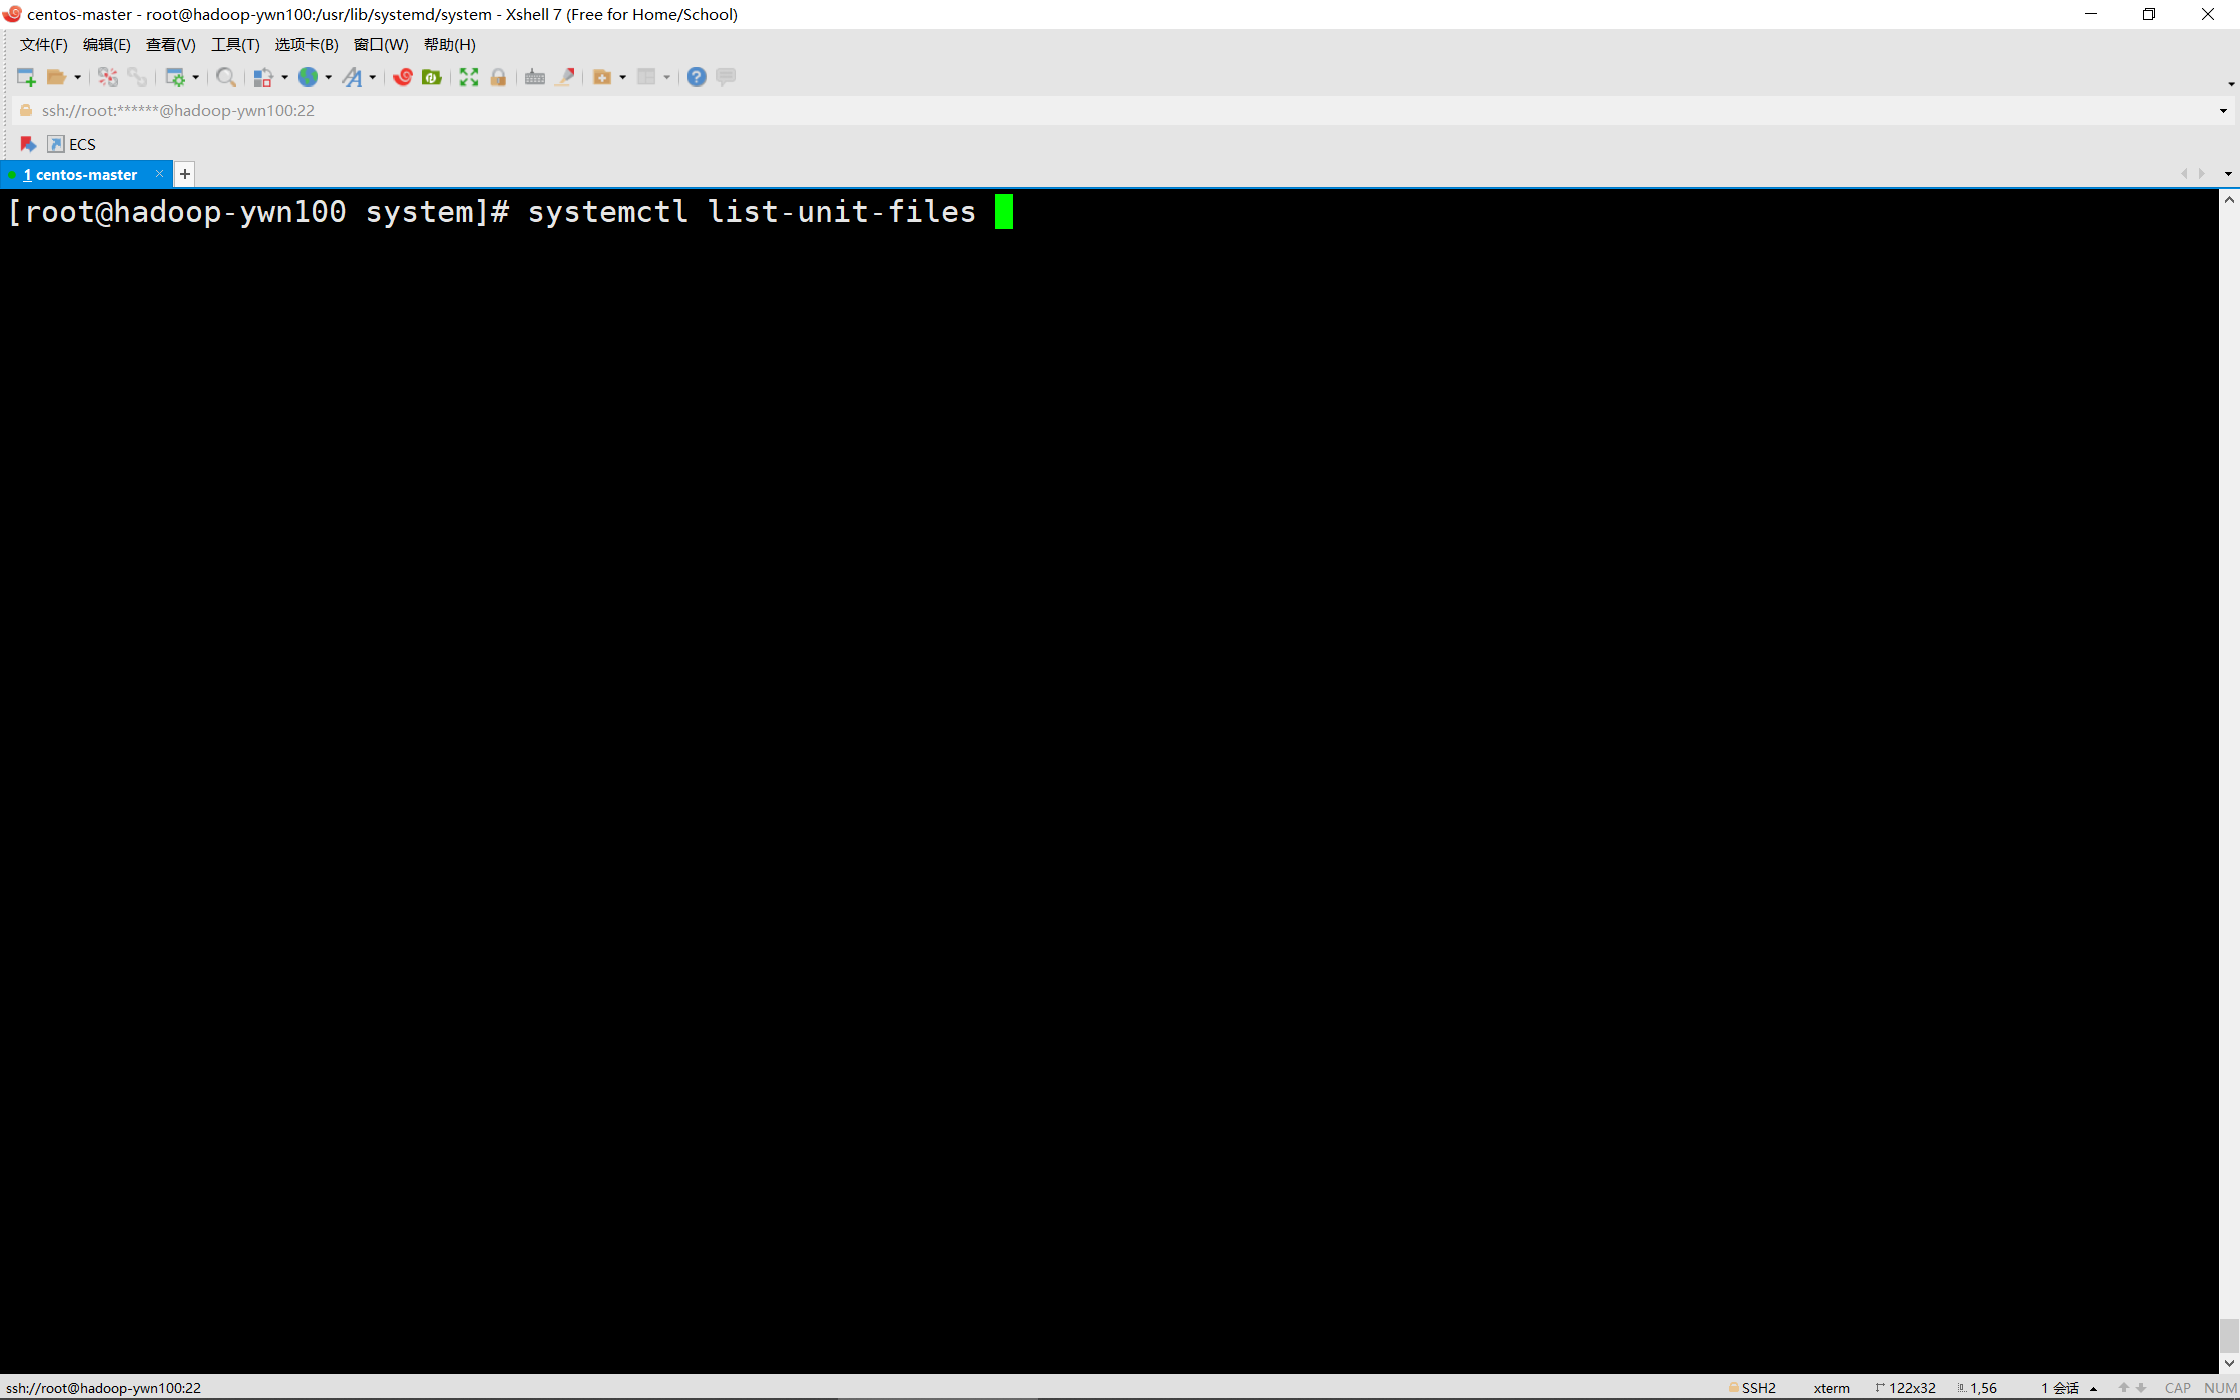 centos-master - root@hadoop-ywn100:/usr/lib/systemd/system - Xshell 7 (Free for Home/School)
文件(F) 编辑(E) 查看(V) 工具(T) 选项卡(B) 窗口(W) 帮助(H)
ssh://root:******@hadoop-ywn100:22
ECS
1 centos-master × +
[root@hadoop-ywn100 system]# systemctl list-unit-files
ssh://root@hadoop-ywn100:22 SSH2 xterm 122x32 1,56 1 会话 CAP NUM